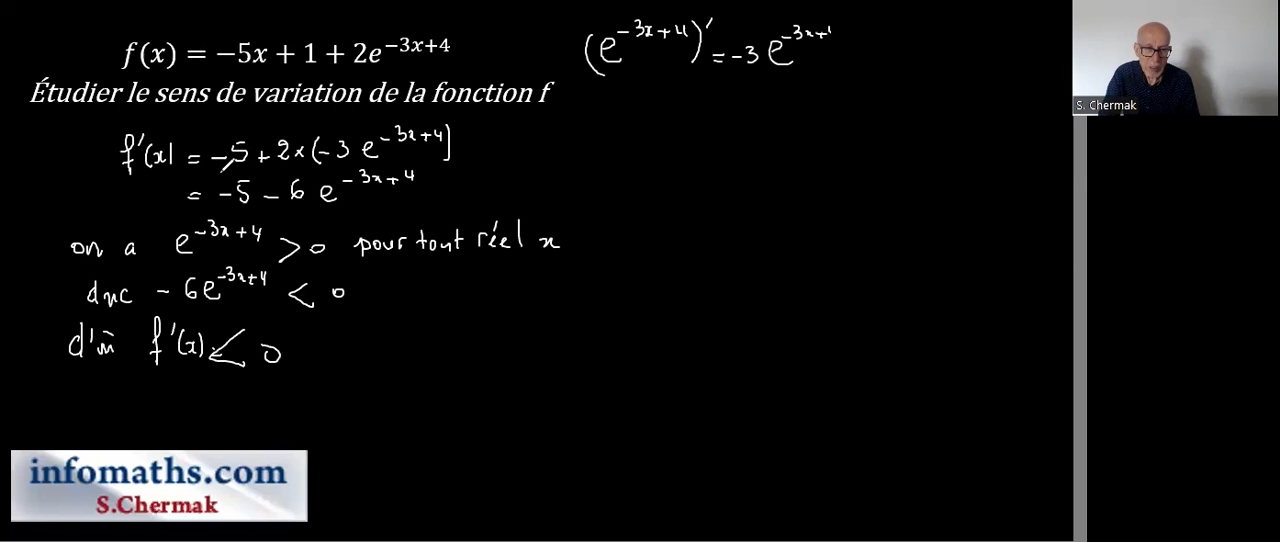 f(x) = −5x + 1 + 2e^{−3x+4}
Étudier le sens de variation de la fonction f
(e^{-3x+4})' = -3 e^{-3x+4}
f'(x) = -5 + 2×(-3 e^{-3x+4})
= -5 - 6 e^{-3x+4}
on a e^{-3x+4} > 0 pour tout réel x
donc - 6e^{-3x+4} < 0
d'où f'(x) < 0
S. Chermak
infomaths.com
S.Chermak